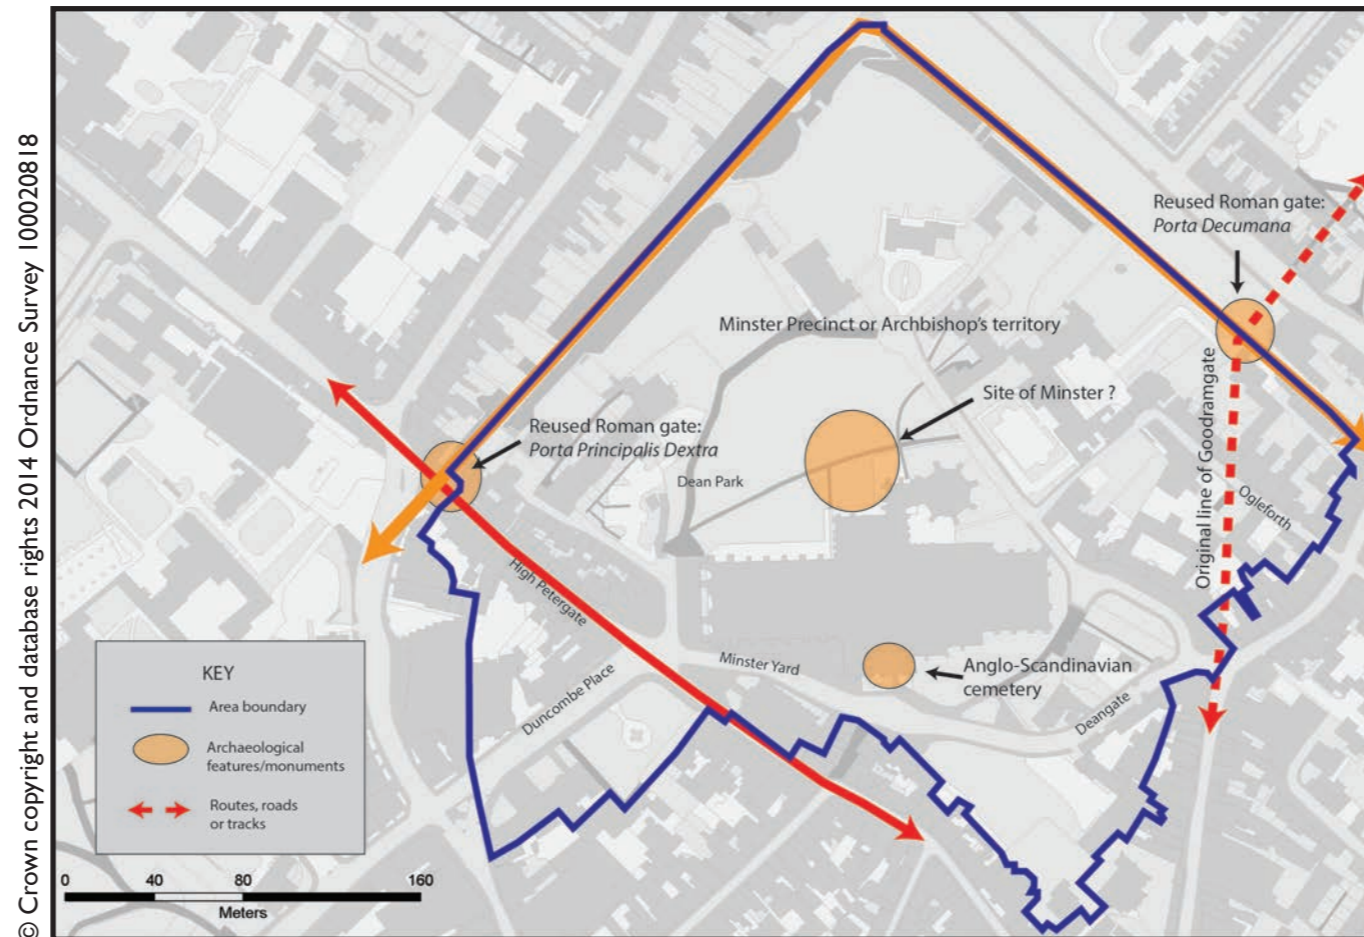 © Crown copyright and database rights 2014 Ordnance Survey 100020818
Reused Roman gate:
Porta Decumana
Minster Precinct or Archbishop's territory
Site of Minster ?
Reused Roman gate:
Porta Principalis Dextra
Dean Park
Original line of Goodramgate
Ogleforth
High Petergate
Minster Yard
Anglo-Scandinavian
cemetery
Duncombe Place
Deangate
KEY
Area boundary
Archaeological
features/monuments
Routes, roads
or tracks
0 40 80 160
Meters